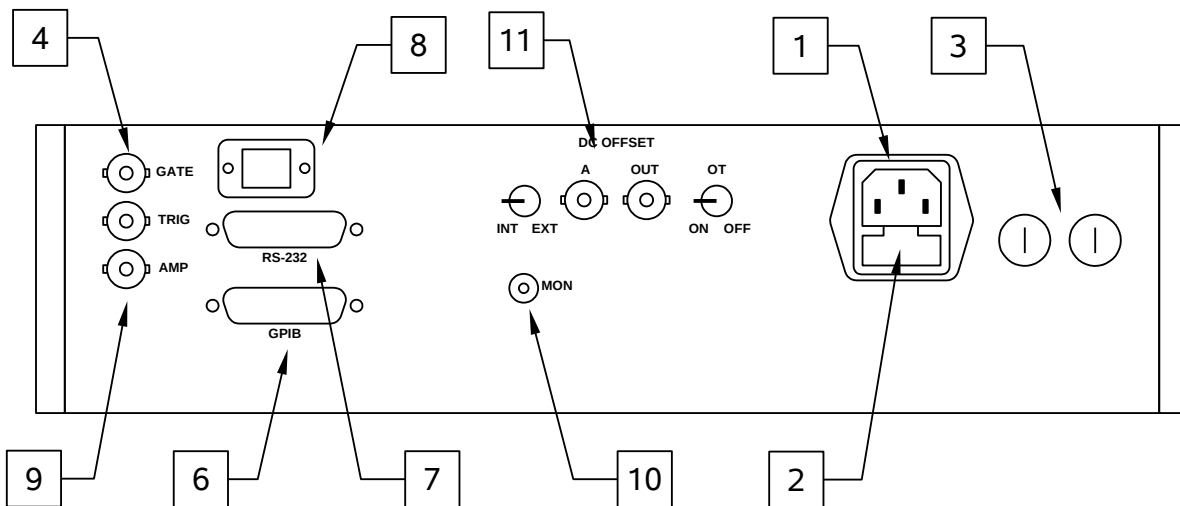 4
8
11
1
3
DC OFFSET
GATE
A
OUT
OT
TRIG
INT EXT
ON OFF
RS-232
AMP
MON
GPIB
9
6
7
10
2